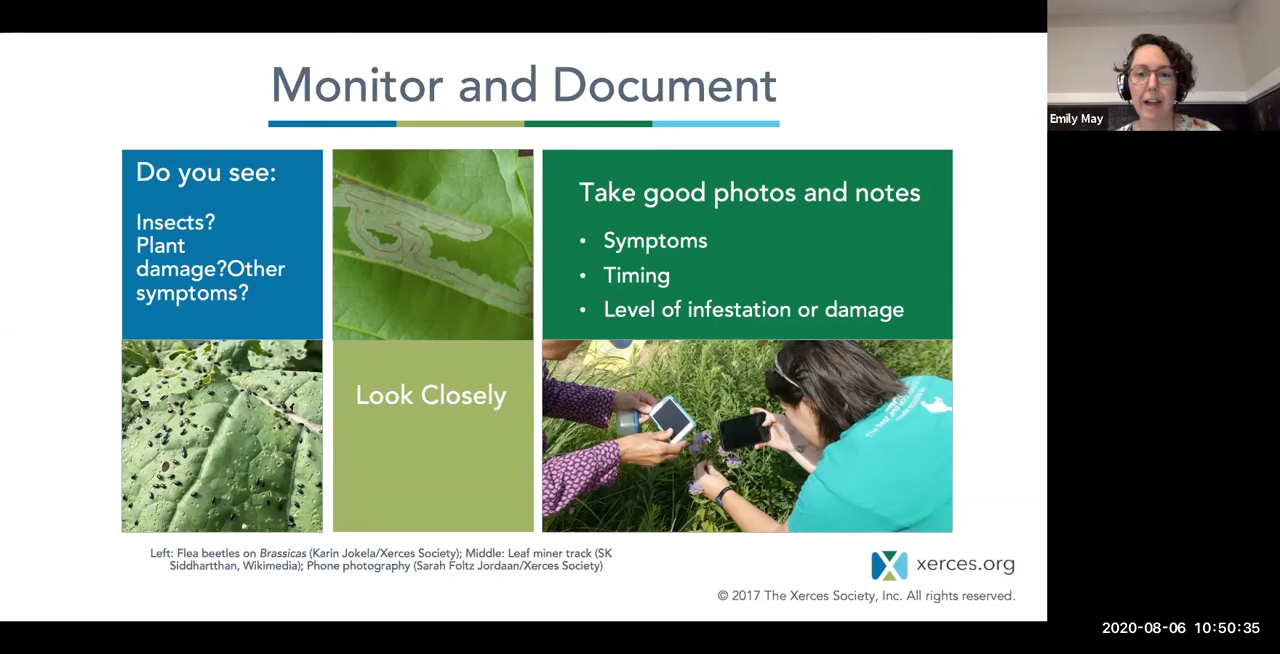 Monitor and Document
Emily May
Do you see:
Insects?
Plant
damage?Other
symptoms?
Look Closely
Take good photos and notes
• Symptoms
• Timing
• Level of infestation or damage
Left: Flea beetles on Brassicas (Karin Jokela/Xerces Society); Middle: Leaf miner track (SK
Siddhartthan, Wikimedia); Phone photography (Sarah Foltz Jordaan/Xerces Society)
xerces.org
© 2017 The Xerces Society, Inc. All rights reserved.
2020-08-06 10:50:35